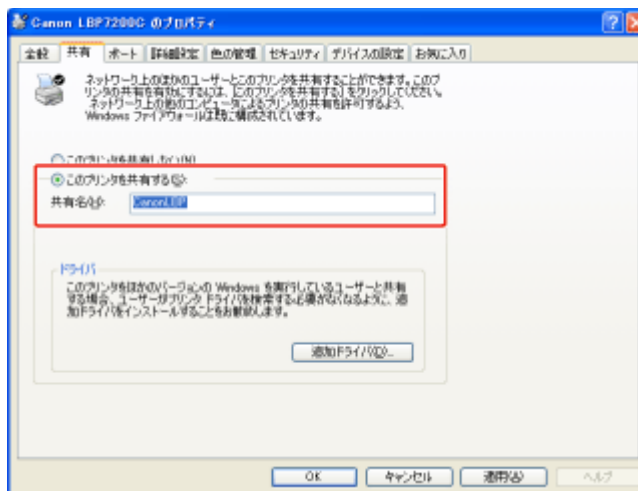 Canon LBP7200C のプロパティ
全般 共有 ポート 詳細設定 色の管理 セキュリティ デバイスの設定 お気に入り
ネットワーク上のほかのユーザーとこのプリンタを共有することができます。このプ
リンタの共有を有効にするには、[このプリンタを共有する] をクリックしてください。
ネットワーク上の他のコンピュータによるプリンタの共有を許可するよう、
Windows ファイアウォールは既に構成されています。
このプリンタを共有しない(N)
このプリンタを共有する(S):
共有名(H): CanonLBP
ドライバ
このプリンタをほかのバージョンの Windows を実行しているユーザーと共有
する場合、ユーザーがプリンタ ドライバを検索する必要がなくなるように、追
加ドライバをインストールすることをお勧めします。
追加ドライバ(D)...
OK キャンセル 適用(A) ヘルプ